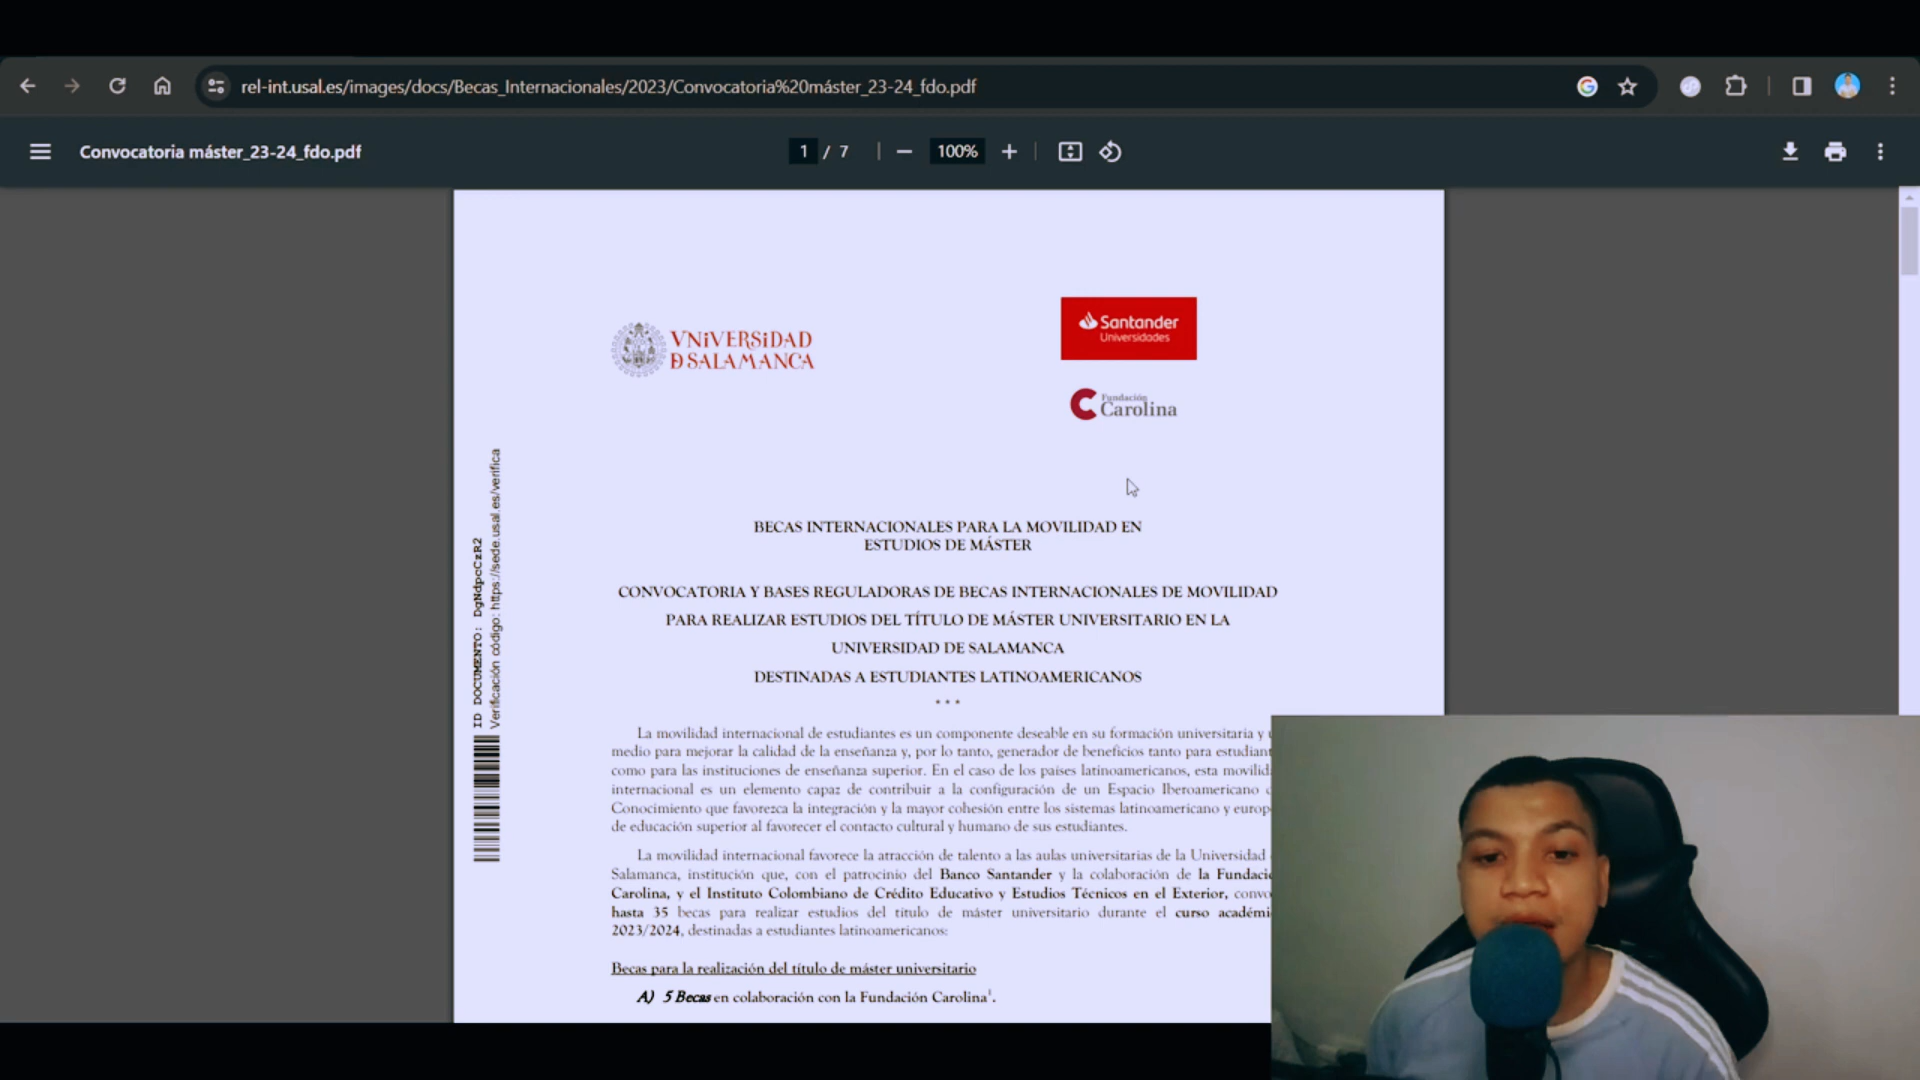 rel-int.usal.es/images/docs/Becas_Internacionales/2023/Convocatoria%20máster_23-24_fdo.pdf
Convocatoria máster_23-24_fdo.pdf
1 / 7
100%
VNiVERSiDAD
D SALAMANCA
Santander
Universidades
Fundación
Carolina
ID DOCUMENTO: DgNdpcCzR2
Verificación código: https://sede.usal.es/verifica
BECAS INTERNACIONALES PARA LA MOVILIDAD EN
ESTUDIOS DE MÁSTER
CONVOCATORIA Y BASES REGULADORAS DE BECAS INTERNACIONALES DE MOVILIDAD
PARA REALIZAR ESTUDIOS DEL TÍTULO DE MÁSTER UNIVERSITARIO EN LA
UNIVERSIDAD DE SALAMANCA
DESTINADAS A ESTUDIANTES LATINOAMERICANOS
* * *
La movilidad internacional de estudiantes es un componente deseable en su formación universitaria y
medio para mejorar la calidad de la enseñanza y, por lo tanto, generador de beneficios tanto para estudiant
como para las instituciones de enseñanza superior. En el caso de los países latinoamericanos, esta movilid
internacional es un elemento capaz de contribuir a la configuración de un Espacio Iberoamericano
Conocimiento que favorezca la integración y la mayor cohesión entre los sistemas latinoamericano y europ
de educación superior al favorecer el contacto cultural y humano de sus estudiantes.
La movilidad internacional favorece la atracción de talento a las aulas universitarias de la Universidad
Salamanca, institución que, con el patrocinio del Banco Santander y la colaboración de la Fundaci
Carolina, y el Instituto Colombiano de Crédito Educativo y Estudios Técnicos en el Exterior, convo
hasta 35 becas para realizar estudios del título de máster universitario durante el curso académi
2023/2024, destinadas a estudiantes latinoamericanos:
Becas para la realización del título de máster universitario
A) 5 Becas en colaboración con la Fundación Carolina1.